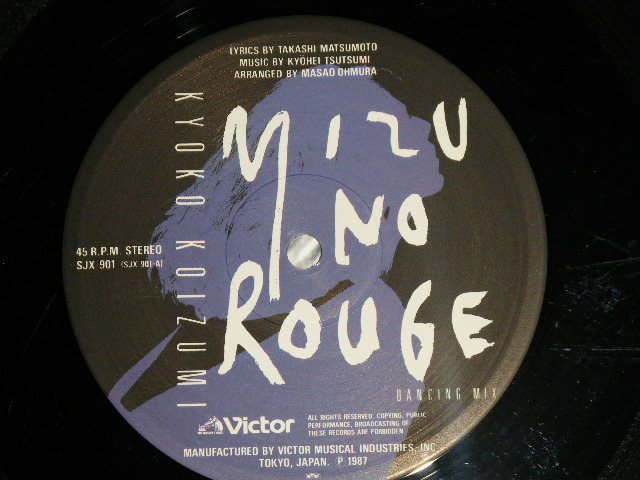 LYRICS BY TAKASHI MATSUMOTO
MUSIC BY KYŌHEI TSUTSUMI
ARRANGED BY MASAO OHMURA
KYOKO KOIZUMI
MIZU
NO
ROUGE
45 R.P.M. STEREO
SJX 901 (SJX 901-A)
DANCING MIX
Victor
ALL RIGHTS RESERVED, COPYING, PUBLIC
PERFORMANCE, BROADCASTING OF
THESE RECORDS ARE FORBIDDEN.
MANUFACTURED BY VICTOR MUSICAL INDUSTRIES, INC.
TOKYO, JAPAN. P 1987